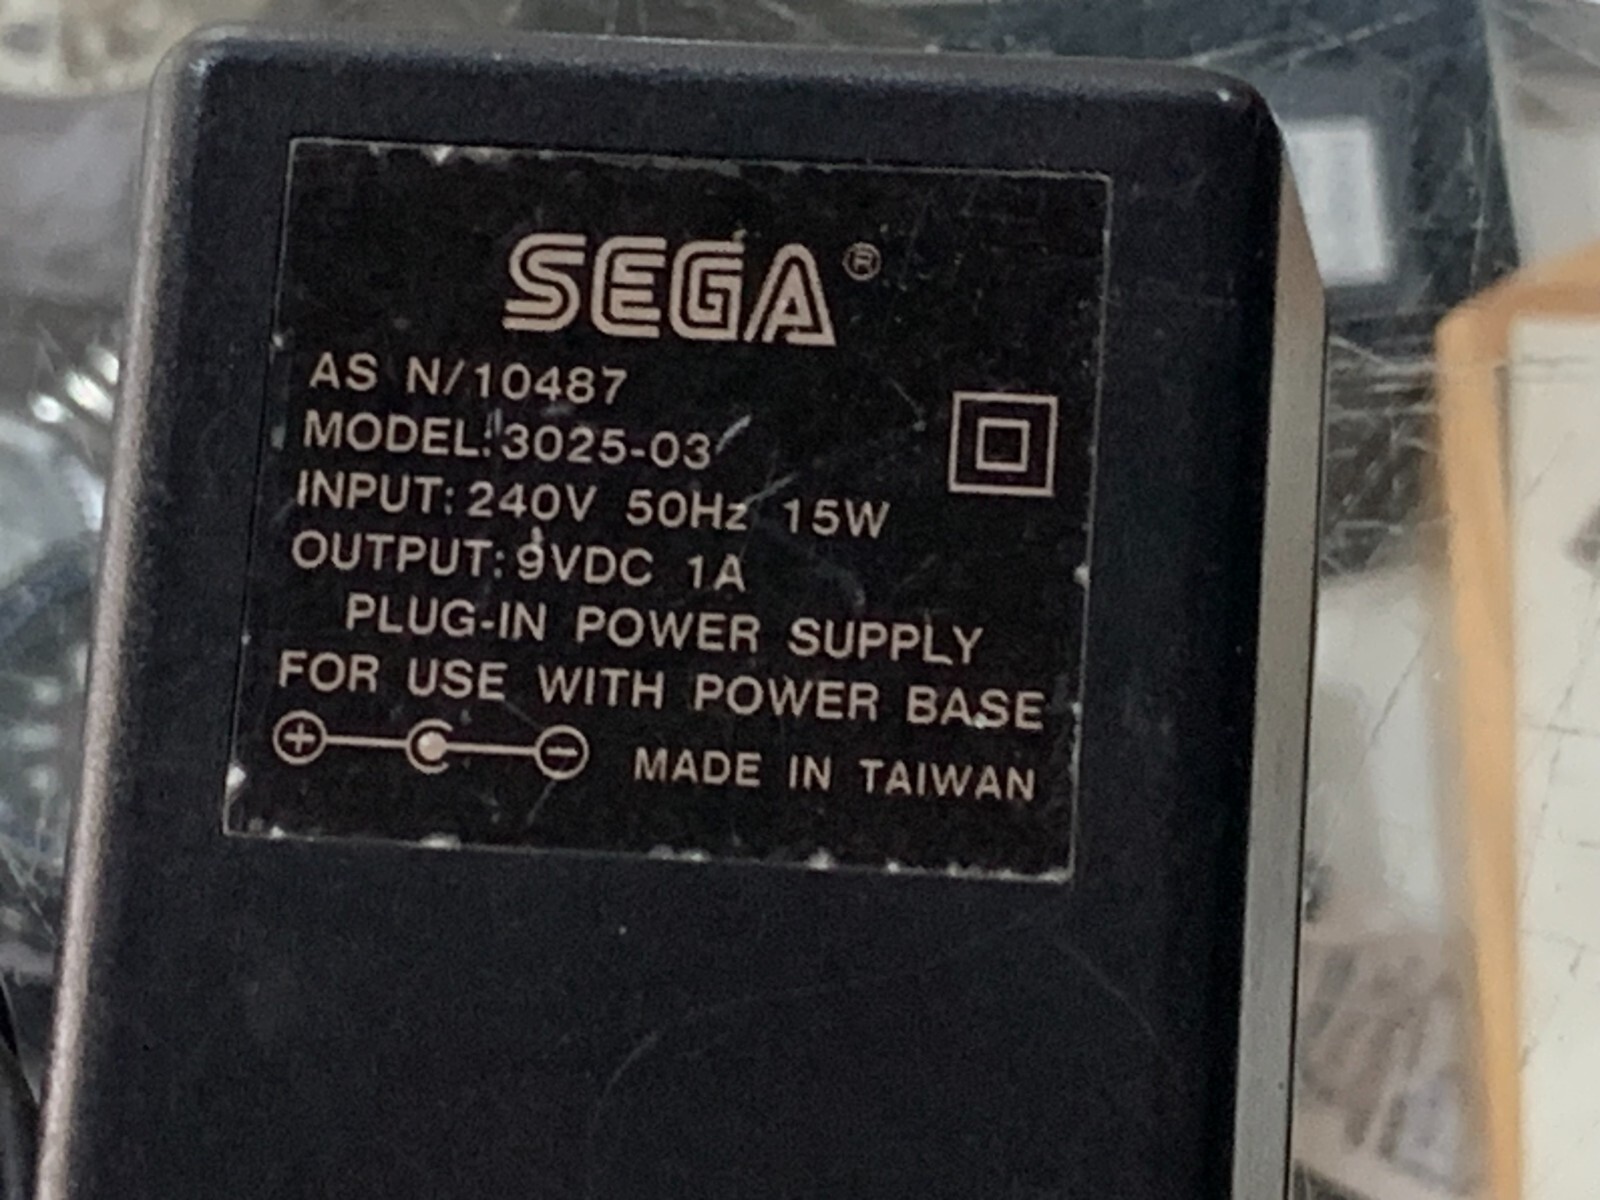 SEGA®
AS N/10487
MODEL: 3025-03
INPUT: 240V 50Hz 15W
OUTPUT: 9VDC 1A
PLUG-IN POWER SUPPLY
FOR USE WITH POWER BASE
MADE IN TAIWAN